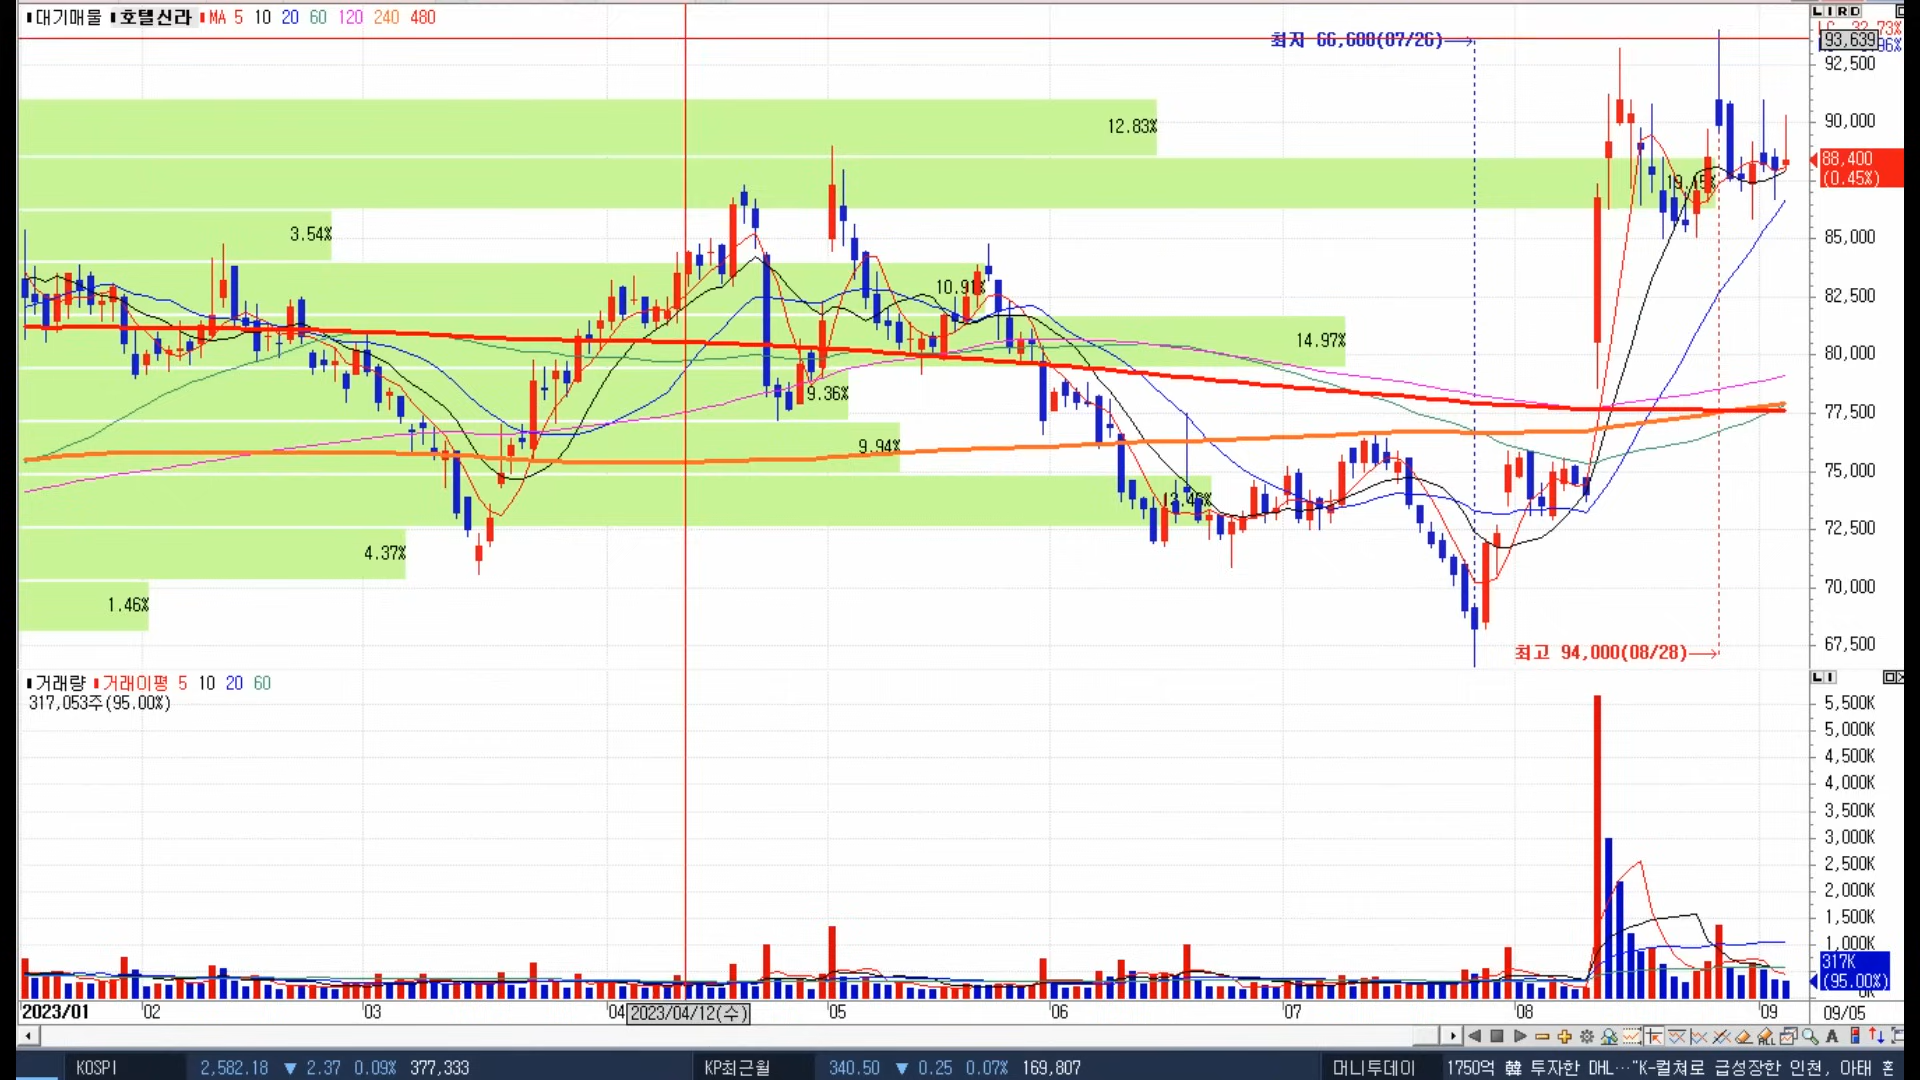 대기매물 호텔신라 MA 5 10 20 60 120 240 480
LIRD
최저 66,600(07/26)
93,639
92,500
90,000
88,400
(0.45%)
85,000
82,500
80,000
77,500
75,000
72,500
70,000
67,500
12.83%
19.15%
3.54%
10.91%
14.97%
9.36%
9.94%
4.37%
1.46%
최고 94,000(08/28)
거래량 거래이평 5 10 20 60
LI
317,053주(95.00%)
5,500K
5,000K
4,500K
4,000K
3,500K
3,000K
2,500K
2,000K
1,500K
1,000K
317K
(95.00%)
2023/01 02 03 04 2023/04/12(수) 05 06 07 08 09 09/05
KOSPI 2,582.18 ▼ 2.37 0.09% 377,333 KP최근월 340.50 ▼ 0.25 0.07% 169,807 머니투데이 1750억 韓 투자한 DHL…"K-컬쳐로 급성장한 인천, 아태 혼